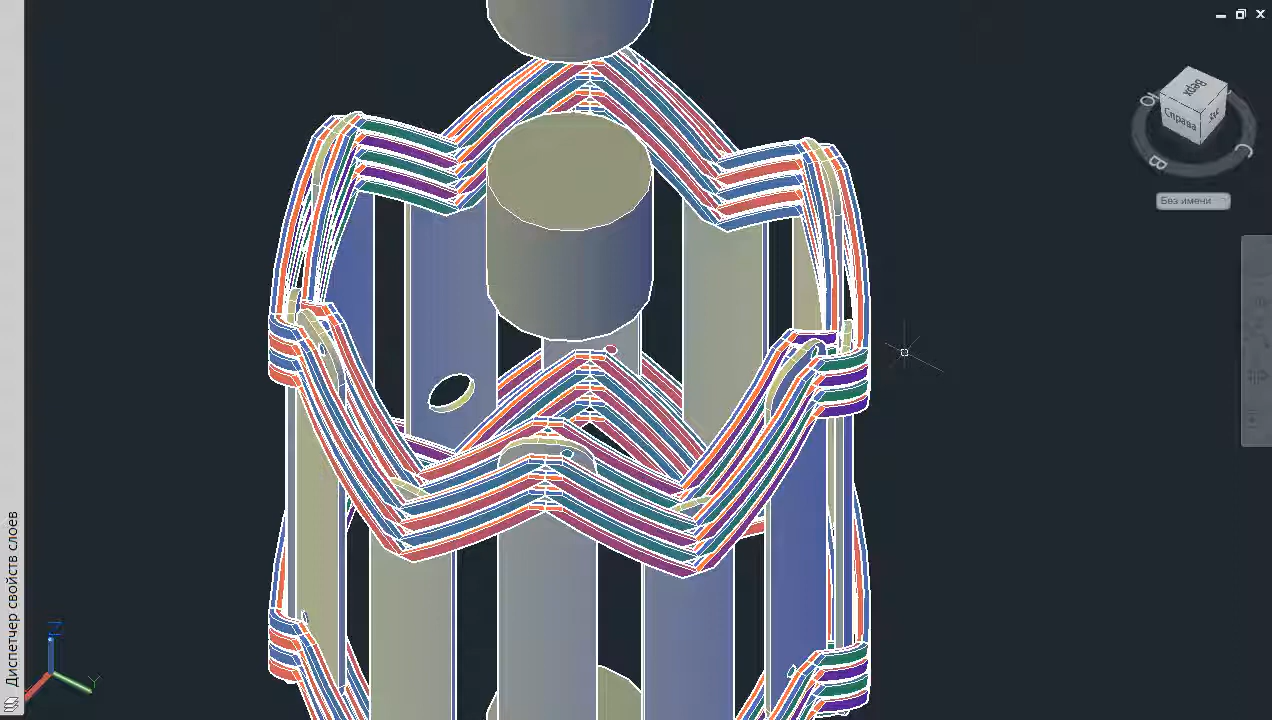 Верх
Справа
Ю
В
С
Без имени
Диспетчер свойств слоев
Z
Y